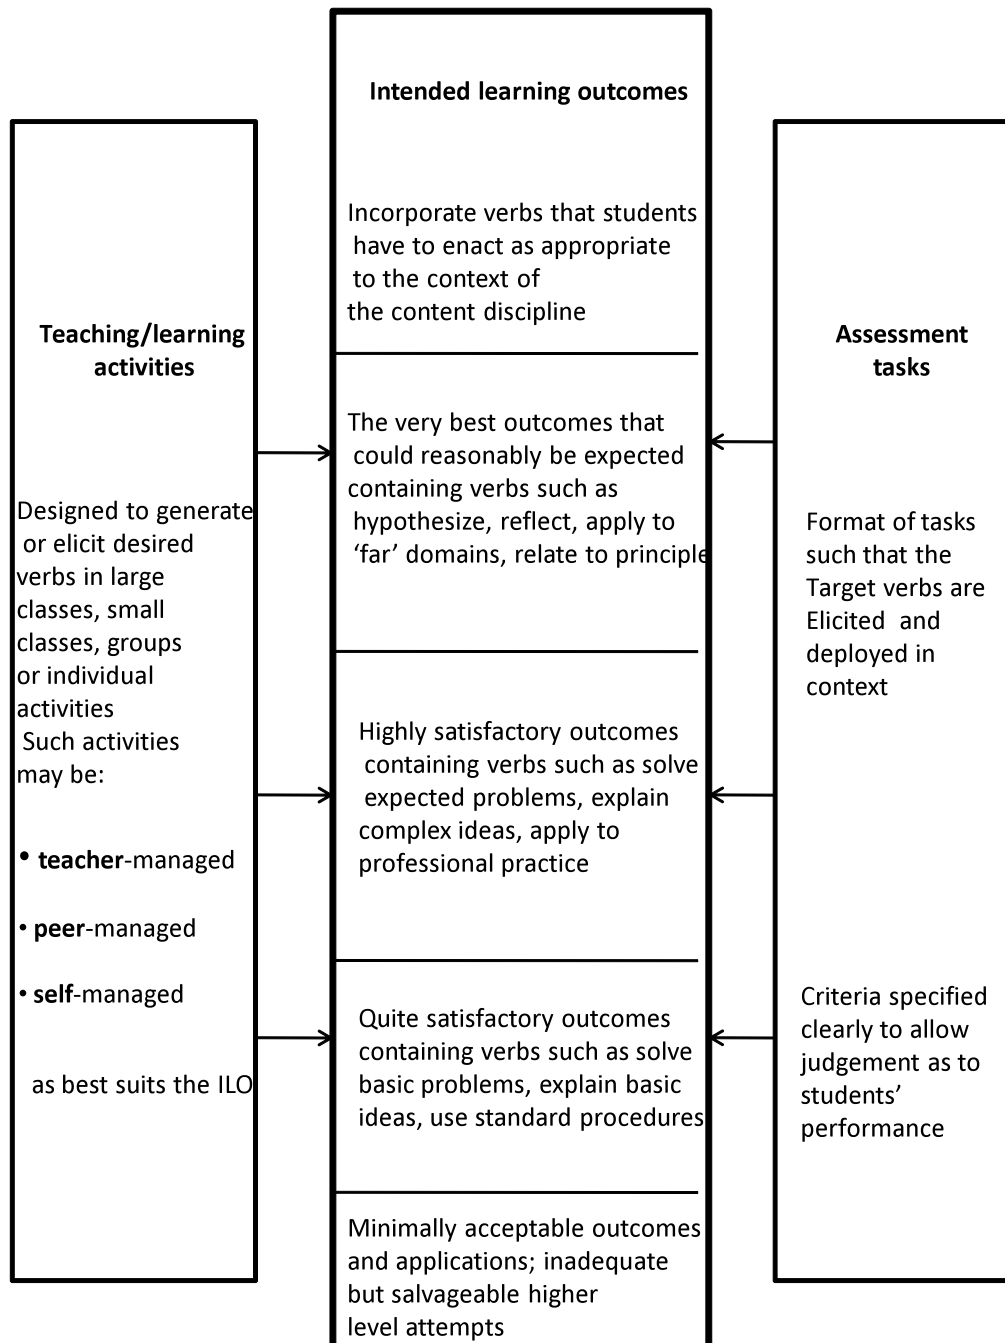 Intended learning outcomes
Incorporate verbs that students
have to enact as appropriate
to the context of
the content discipline
The very best outcomes that
could reasonably be expected
containing verbs such as
hypothesize, reflect, apply to
‘far’ domains, relate to principle
Highly satisfactory outcomes
containing verbs such as solve
expected problems, explain
complex ideas, apply to
professional practice
Quite satisfactory outcomes
containing verbs such as solve
basic problems, explain basic
ideas, use standard procedures
Minimally acceptable outcomes
and applications; inadequate
but salvageable higher
level attempts
Teaching/learning
activities
Designed to generate
or elicit desired
verbs in large
classes, small
classes, groups
or individual
activities
Such activities
may be:
• teacher-managed
• peer-managed
• self-managed
as best suits the ILO
Assessment
tasks
Format of tasks
such that the
Target verbs are
Elicited and
deployed in
context
Criteria specified
clearly to allow
judgement as to
students’
performance